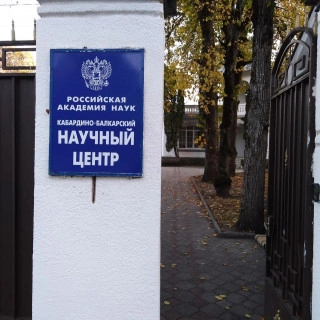 РОССИЙСКАЯ
АКАДЕМИЯ НАУК
КАБАРДИНО-БАЛКАРСКИЙ
НАУЧНЫЙ
ЦЕНТР